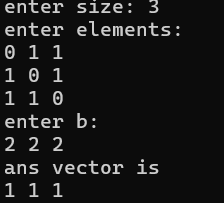 enter size: 3
enter elements:
0 1 1
1 0 1
1 1 0
enter b:
2 2 2
ans vector is
1 1 1